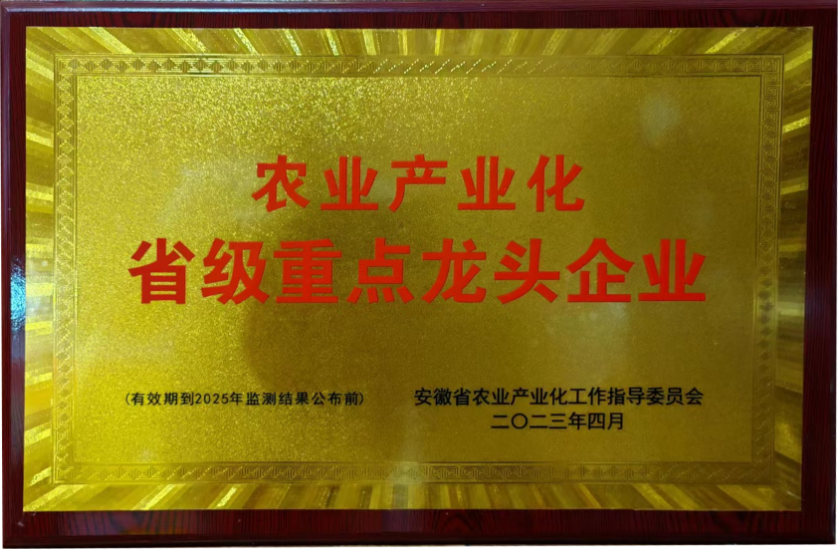 农业产业化
省级重点龙头企业
(有效期到2025年监测结果公布前)
安徽省农业产业化工作指导委员会
二〇二三年四月